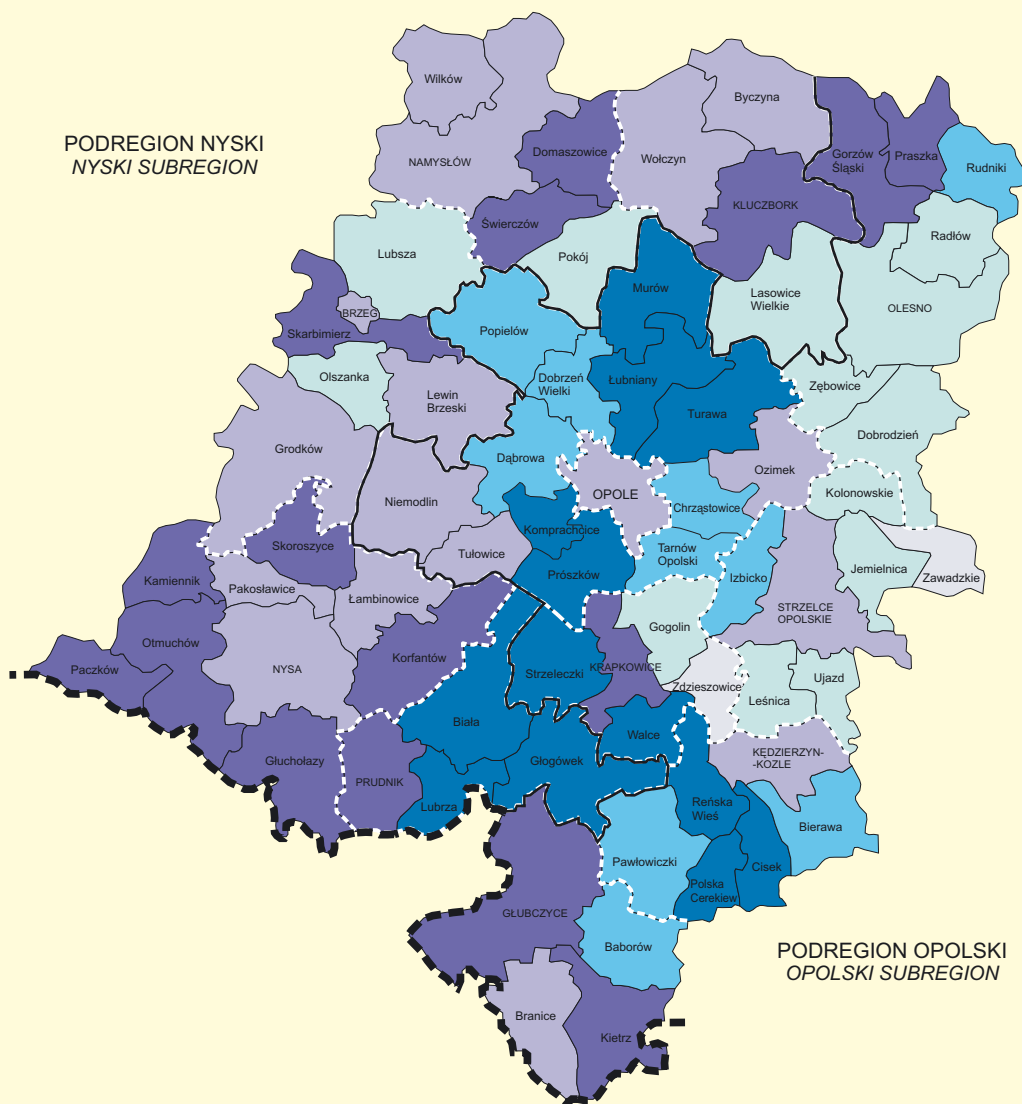 Wilków
Byczyna
PODREGION NYSKI
NYSKI SUBREGION
NAMYSŁÓW
Domaszowice
Wołczyn
Gorzów
Śląski
Praszka
Rudniki
KLUCZBORK
Świerczów
Radłów
Lubsza
Pokój
Murów
Lasowice
Wielkie
OLESNO
BRZEG
Skarbimierz
Popielów
Olszanka
Lewin
Brzeski
Dobrzeń
Wielki
Łubniany
Turawa
Zębowice
Dobrodzień
Grodków
Dąbrowa
Ozimek
Niemodlin
OPOLE
Chrząstowice
Kolonowskie
Skoroszyce
Komprachcice
Tułowice
Tarnów
Opolski
Izbicko
Jemielnica
Zawadzkie
Kamiennik
Pakosławice
Łambinowice
Prószków
STRZELCE
OPOLSKIE
Otmuchów
Gogolin
Paczków
NYSA
Korfantów
Strzeleczki
KRAPKOWICE
Zdzieszowice
Ujazd
Leśnica
Biała
Walce
Głuchołazy
KĘDZIERZYN-
-KOZLE
PRUDNIK
Głogówek
Lubrza
Reńska
Wieś
Bierawa
Pawłowiczki
Cisek
Polska
Cerekiew
GŁUBCZYCE
Baborów
PODREGION OPOLSKI
OPOLSKI SUBREGION
Branice
Kietrz